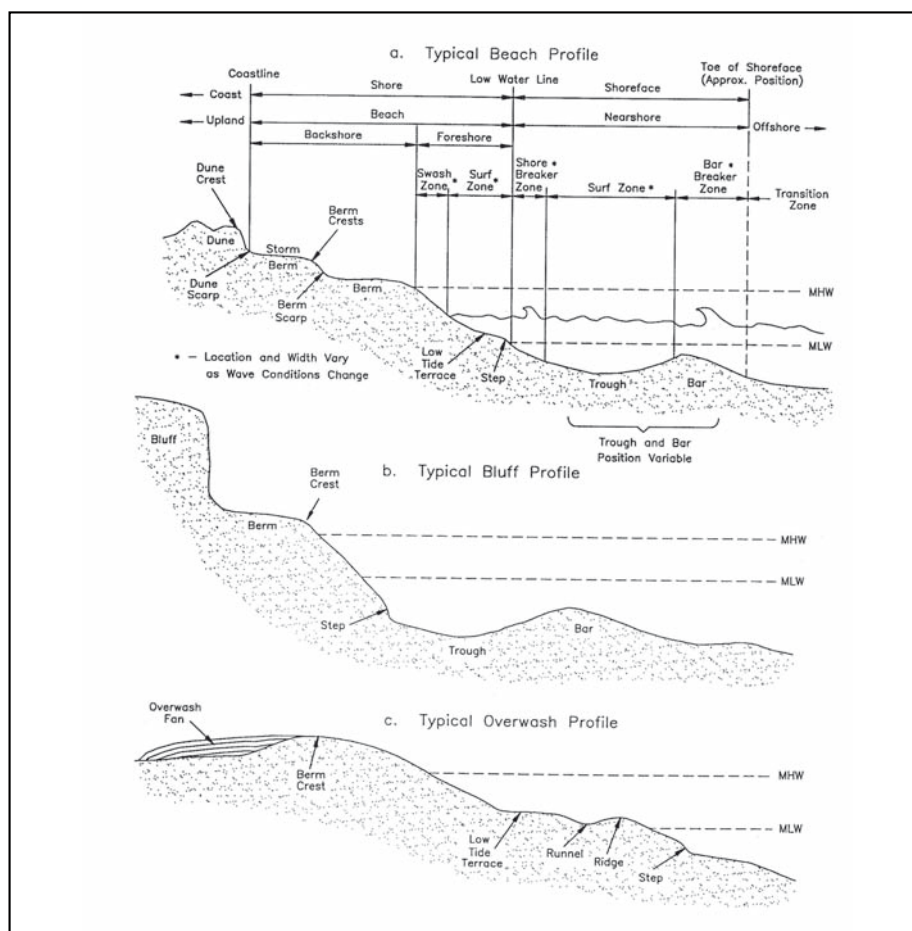 a. Typical Beach Profile
Toe of Shoreface
(Approx. Position)
Coastline
Low Water Line
Coast
Shore
Shoreface
Upland
Beach
Nearshore
Offshore
Backshore
Foreshore
Swash *
Zone
Surf *
Zone
Shore *
Breaker
Zone
Surf Zone *
Bar *
Breaker
Zone
Transition
Zone
Dune
Crest
Berm
Crests
Dune
Storm
Berm
Berm
Dune
Scarp
Berm
Scarp
MHW
MLW
Low
Tide
Terrace
Step
Trough
Bar
* — Location and Width Vary
as Wave Conditions Change
Trough and Bar
Position Variable
b. Typical Bluff Profile
Bluff
Berm
Crest
Berm
MHW
MLW
Step
Trough
Bar
c. Typical Overwash Profile
Overwash
Fan
Berm
Crest
MHW
MLW
Low
Tide
Terrace
Runnel
Ridge
Step